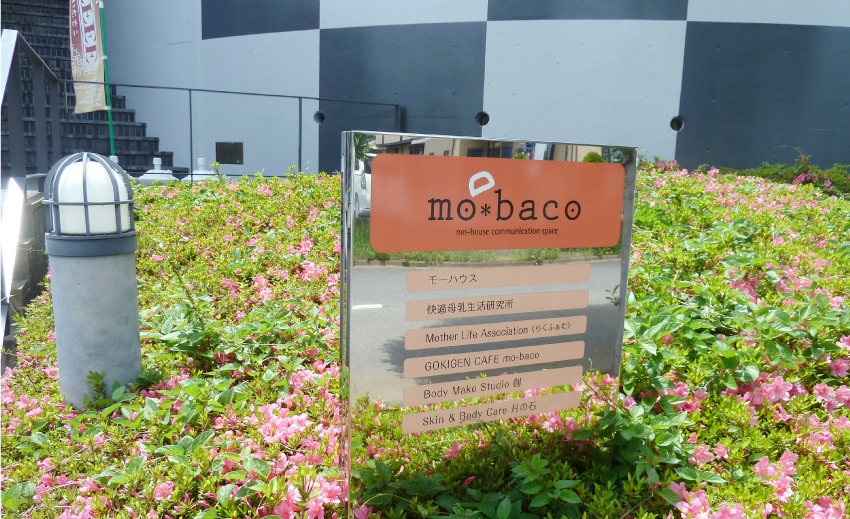 FEE
mo*baco
mo-house communication space
モーハウス
快適母乳生活研究所
Mother Life Association (らくふぁむ)
GOKIGEN CAFE mo-baco
Body Make Studio 創
Skin & Body Care 月の石